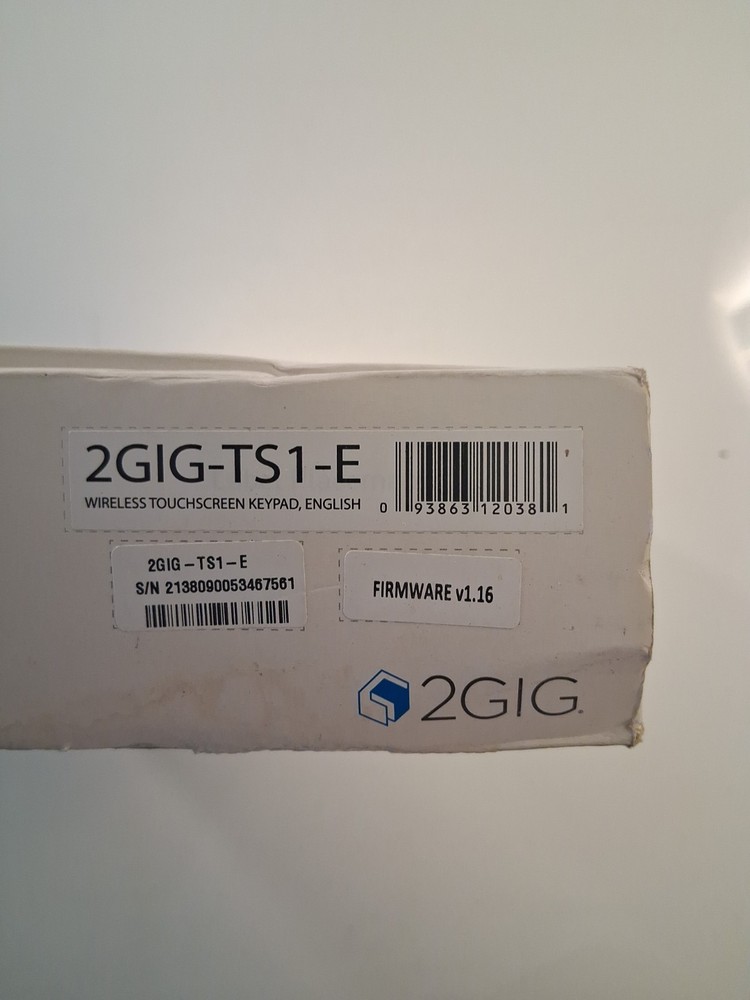 2GIG-TS1-E
WIRELESS TOUCHSCREEN KEYPAD, ENGLISH
0 93863 12038 1
2GIG-TS1-E
S/N 2138090053467561
FIRMWARE v1.16
2GIG.